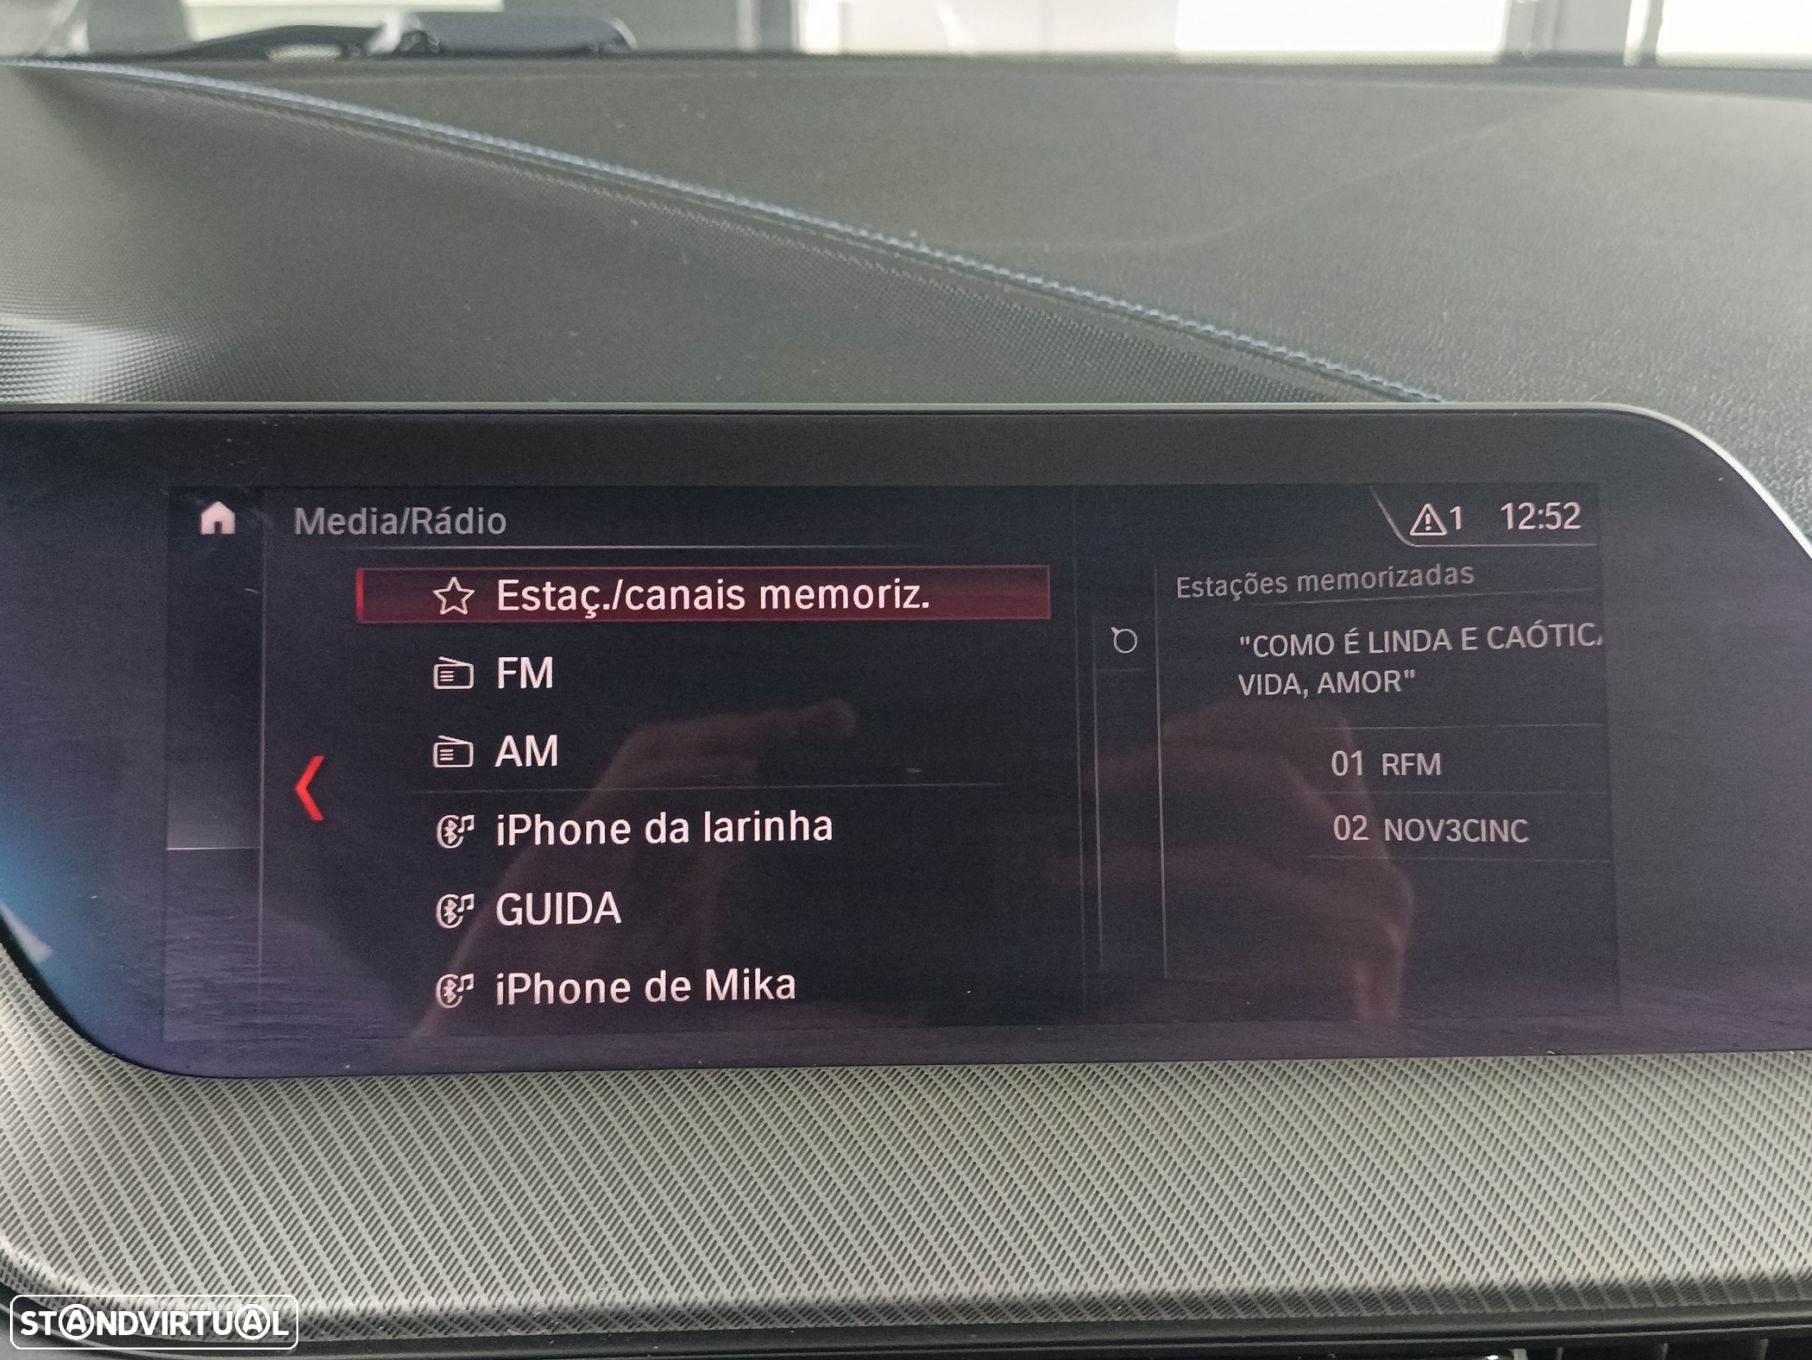 Media/Rádio
1 12:52
Estaç./canais memoriz.
FM
AM
iPhone da larinha
GUIDA
iPhone de Mika
Estações memorizadas
"COMO É LINDA E CAÓTICA
VIDA, AMOR"
01 RFM
02 NOV3CINC
STANDVIRTUAL